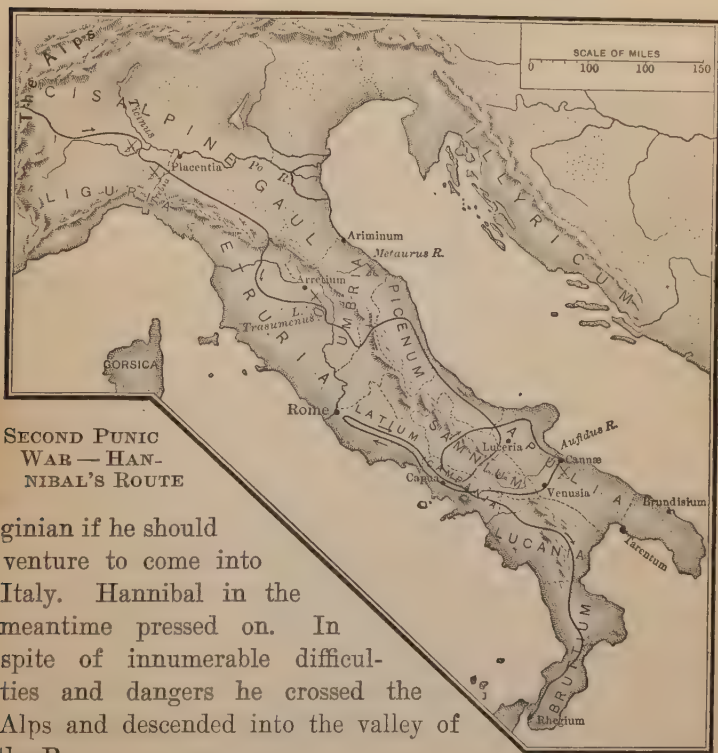 SCALE OF MILES
0 100 100 150
The Alps
CISALPINE GAUL
Ticinus
Placentia
Po R.
LIGURIA
ILLYRICUM
Ariminum
Metaurus R.
ETRURIA
Arretium
L. Trasumenus
UMBRIA
PICENUM
CORSICA
Rome
LATIUM
SAMNIUM
APULIA
Aufidus R.
Luceria
Cannæ
Capua
CAMPANIA
Venusia
Brundisium
Tarentum
LUCANIA
BRUTTIUM
Rhegium
SECOND PUNIC
WAR — HAN-
NIBAL'S ROUTE
ginian if he should
venture to come into
Italy. Hannibal in the
meantime pressed on. In
spite of innumerable difficul-
ties and dangers he crossed the
Alps and descended into the valley of